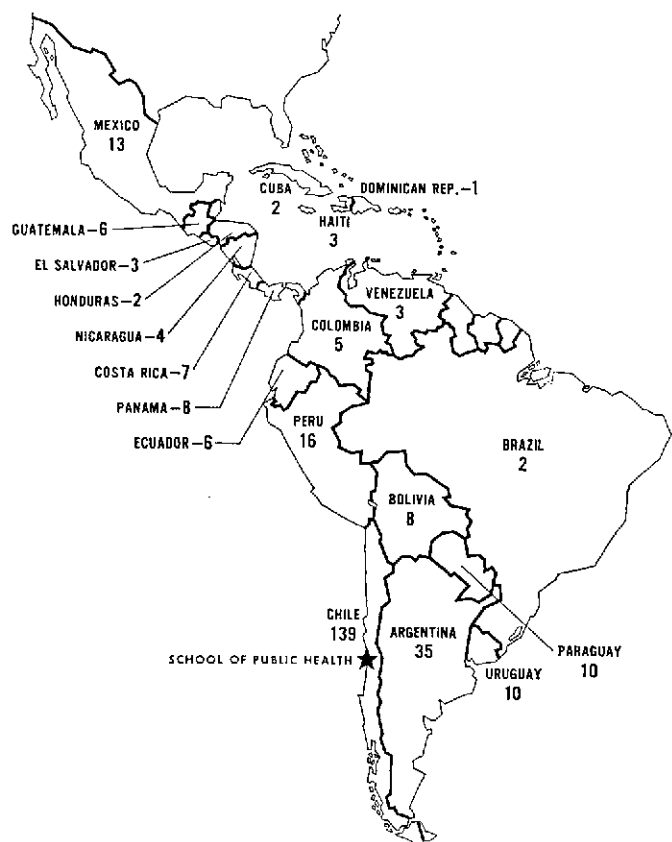 MEXICO
13
CUBA
2
DOMINICAN REP.-1
HAITI
3
GUATEMALA-6
EL SALVADOR-3
HONDURAS-2
NICARAGUA-4
COSTA RICA-7
PANAMA-8
ECUADOR-6
VENEZUELA
3
COLOMBIA
5
PERU
16
BRAZIL
2
BOLIVIA
8
CHILE
139
SCHOOL OF PUBLIC HEALTH
ARGENTINA
35
PARAGUAY
10
URUGUAY
10